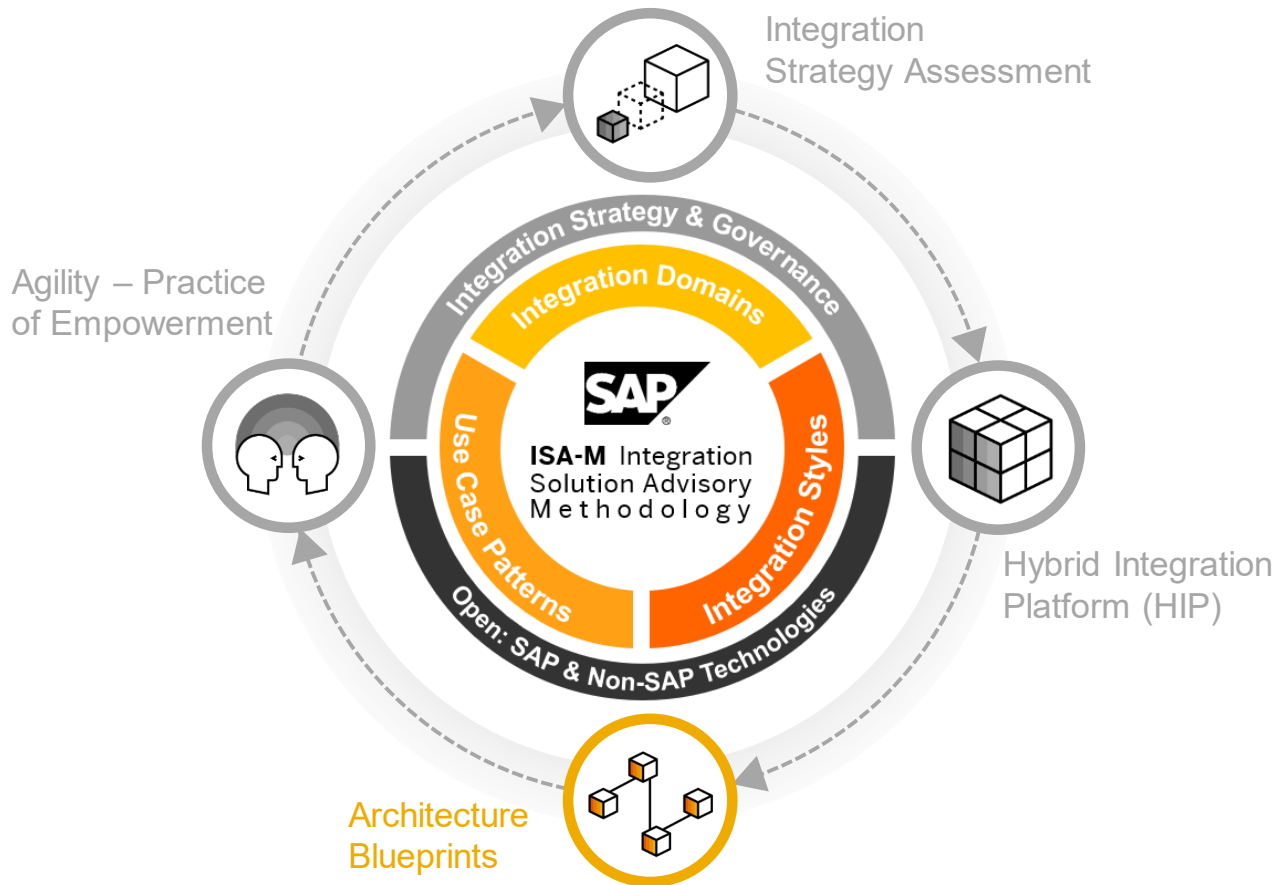 Integration
Strategy Assessment
Agility – Practice
of Empowerment
Integration Strategy & Governance
Integration Domains
Use Case Patterns
Integration Styles
SAP
®
ISA-M Integration
Solution Advisory
Methodology
Open: SAP & Non-SAP Technologies
Hybrid Integration
Platform (HIP)
Architecture
Blueprints